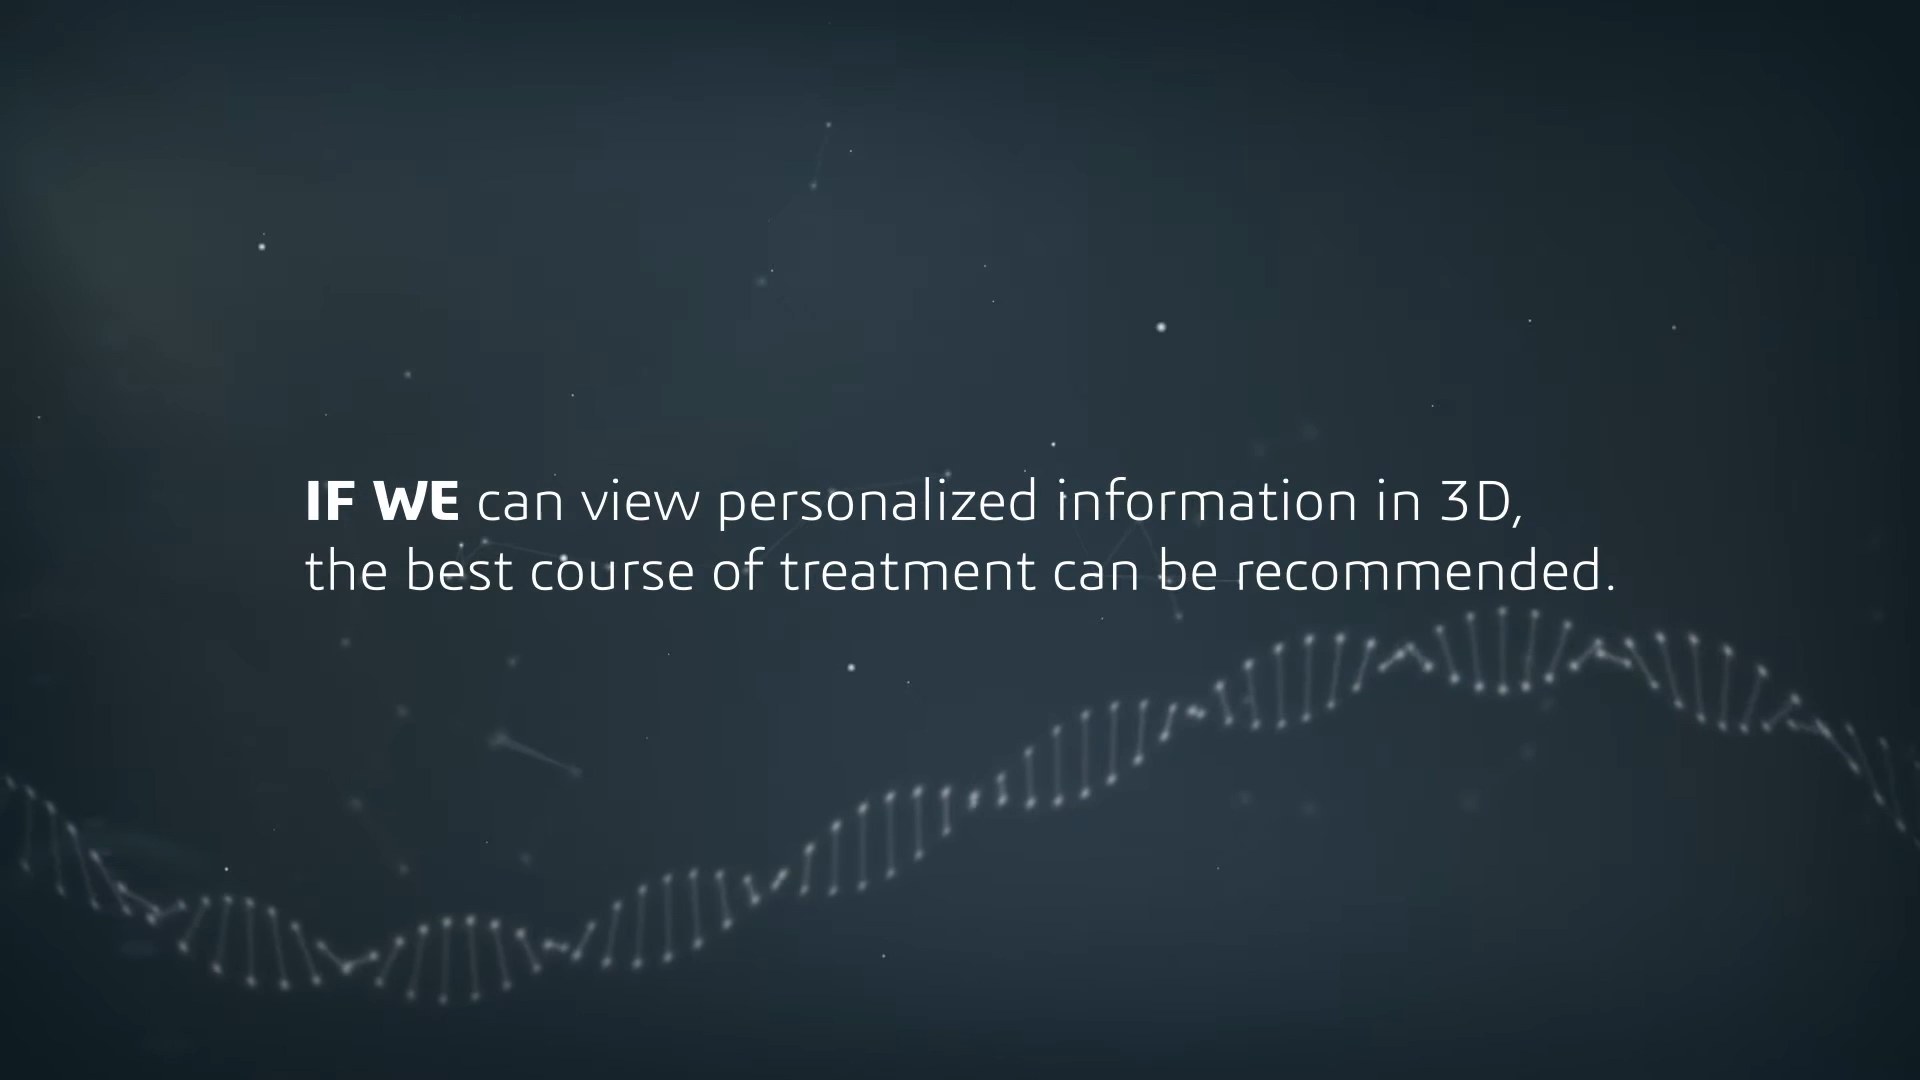 IF WE can view personalized information in 3D,
the best course of treatment can be recommended.